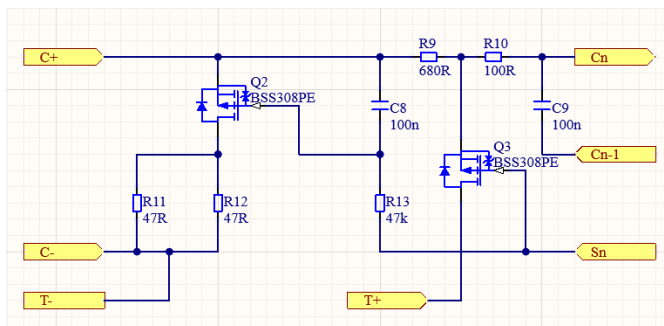 C+
R9
680R
R10
100R
Cn
Q2
BSS308PE
C8
100n
C9
100n
Q3
BSS308PE
Cn-1
R11
47R
R12
47R
R13
47k
C-
Sn
T-
T+